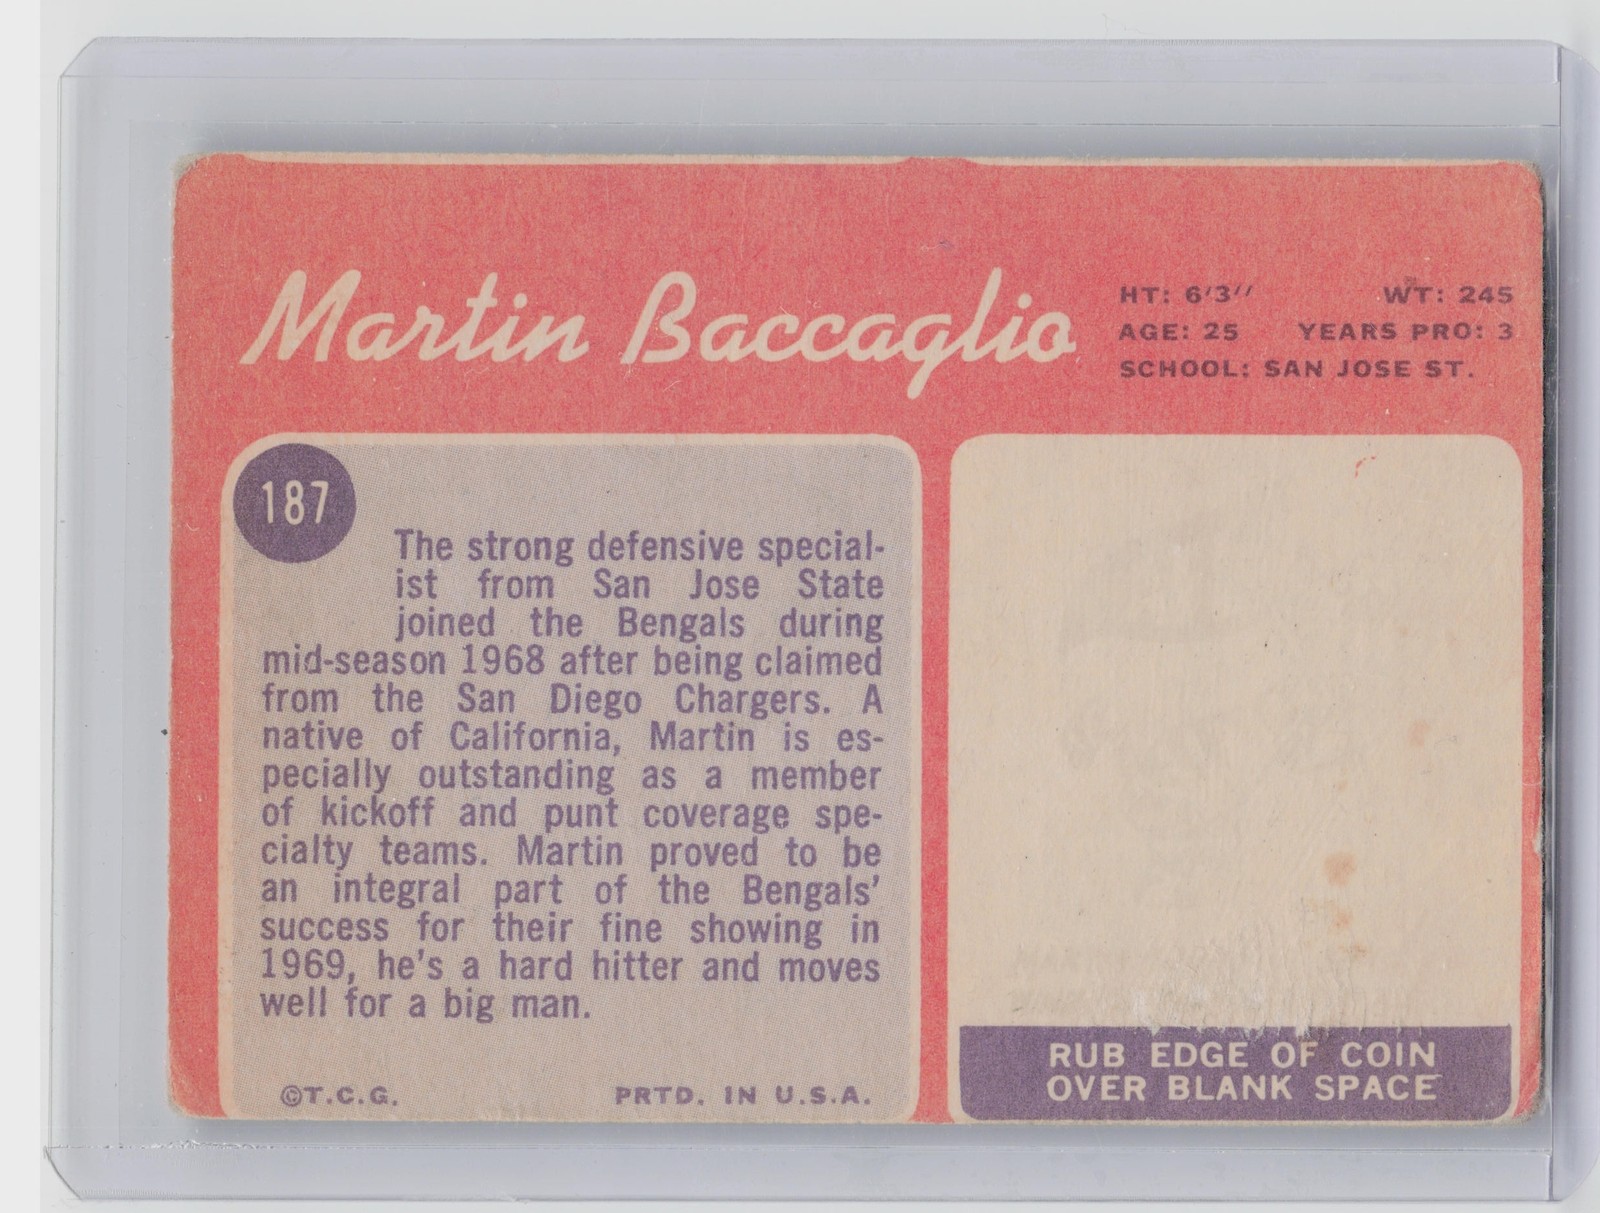 Martin Baccaglio
HT: 6'3'' WT: 245
AGE: 25 YEARS PRO: 3
SCHOOL: SAN JOSE ST.
187
The strong defensive special-
ist from San Jose State
joined the Bengals during
mid-season 1968 after being claimed
from the San Diego Chargers. A
native of California, Martin is es-
pecially outstanding as a member
of kickoff and punt coverage spe-
cialty teams. Martin proved to be
an integral part of the Bengals'
success for their fine showing in
1969, he's a hard hitter and moves
well for a big man.
©T.C.G. PRTD. IN U.S.A.
RUB EDGE OF COIN
OVER BLANK SPACE